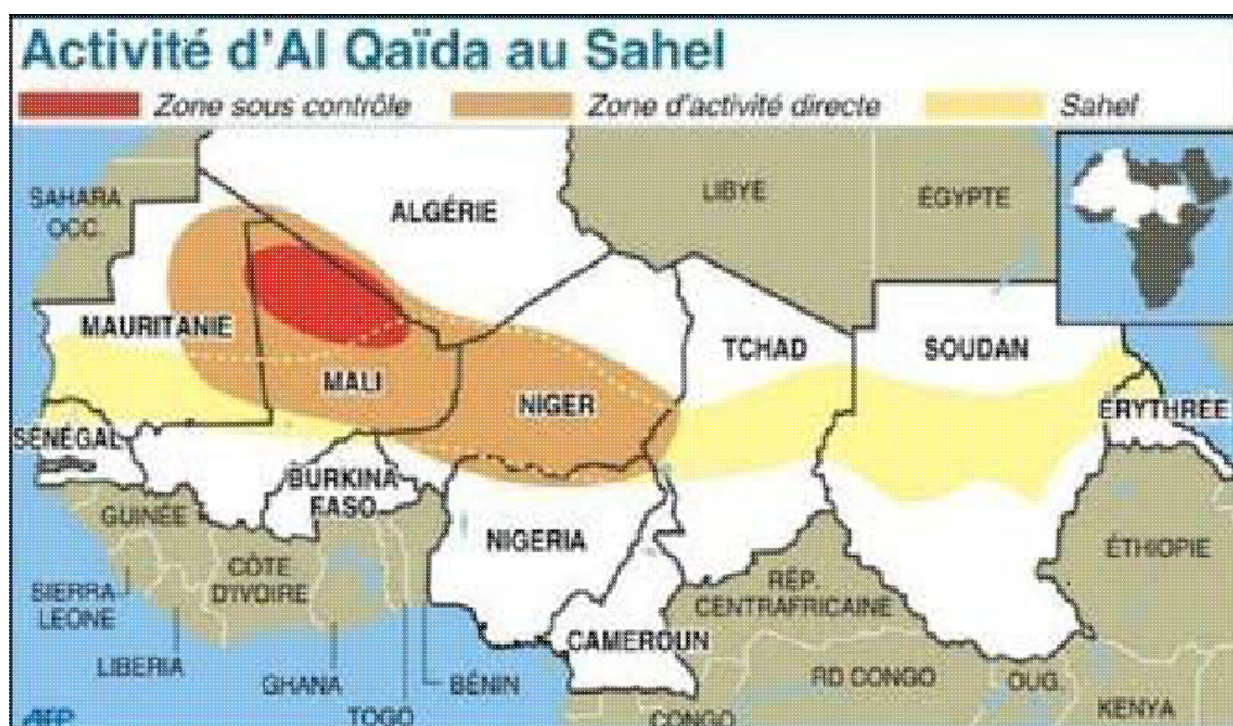 Activité d'Al Qaïda au Sahel
Zone sous contrôle
Zone d'activité directe
Sahel
SAHARA
OCC.
ALGÉRIE
LIBYE
ÉGYPTE
MAURITANIE
MALI
NIGER
TCHAD
SOUDAN
ERYTHRÉE
SÉNÉGAL
BURKINA
FASO
GUINÉE
NIGERIA
ÉTHIOPIE
CÔTE
D'IVOIRE
SIERRA
LEONE
RÉP.
CENTRAFRICAINE
CAMEROUN
LIBERIA
GHANA
BÉNIN
RD CONGO
OUG.
AFP
TOGO
CONGO
KENYA